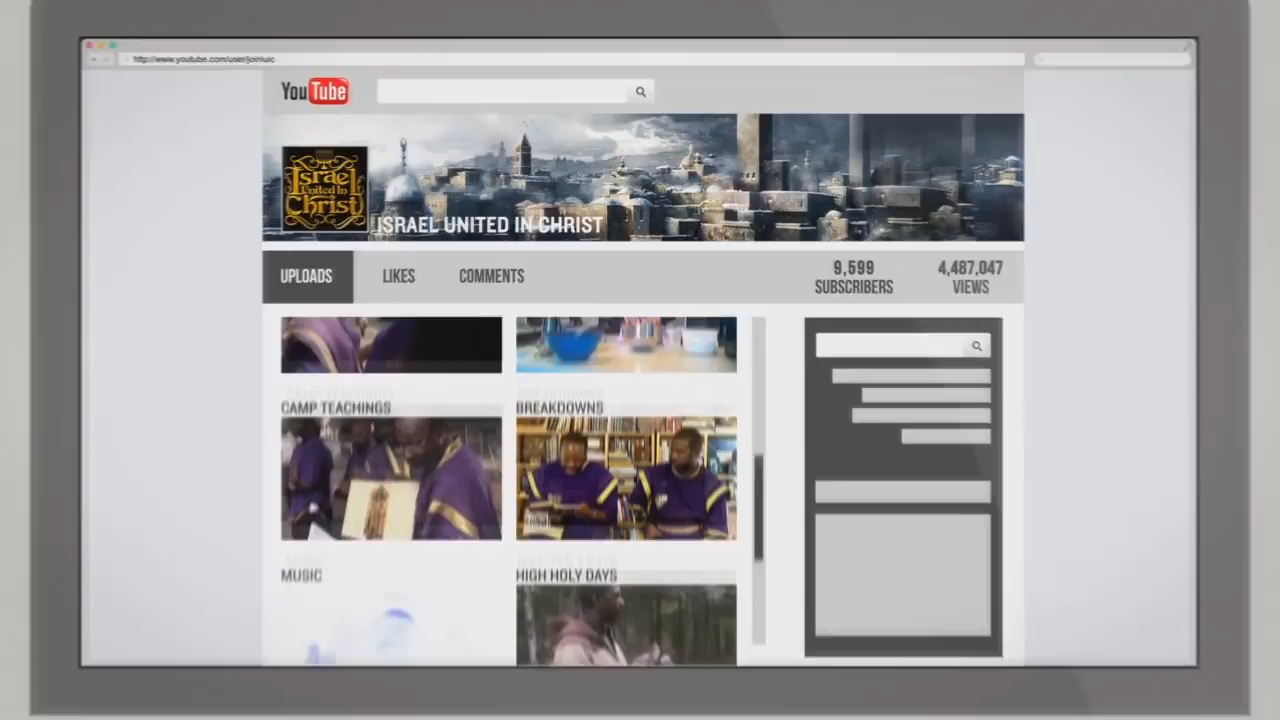 http://www.youtube.com/user/joiniuic
YouTube
Israel
United In
Christ
ISRAEL UNITED IN CHRIST
UPLOADS
LIKES
COMMENTS
9,599
SUBSCRIBERS
4,487,047
VIEWS
CAMP TEACHINGS
BREAKDOWNS
MUSIC
HIGH HOLY DAYS